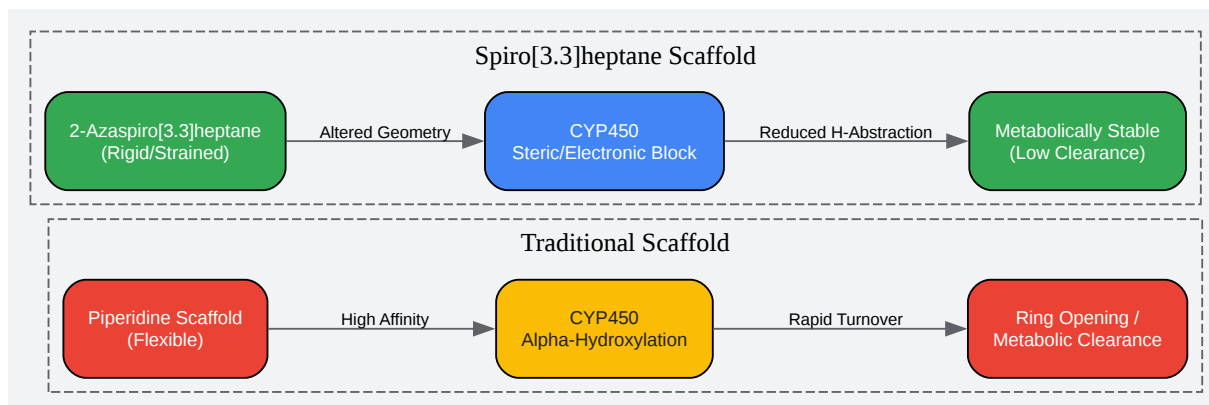 Spiro[3.3]heptane Scaffold
2-Azaspiro[3.3]heptane
(Rigid/Strained)
Altered Geometry
CYP450
Steric/Electronic Block
Reduced H-Abstraction
Metabolically Stable
(Low Clearance)
Traditional Scaffold
Piperidine Scaffold
(Flexible)
High Affinity
CYP450
Alpha-Hydroxylation
Rapid Turnover
Ring Opening /
Metabolic Clearance